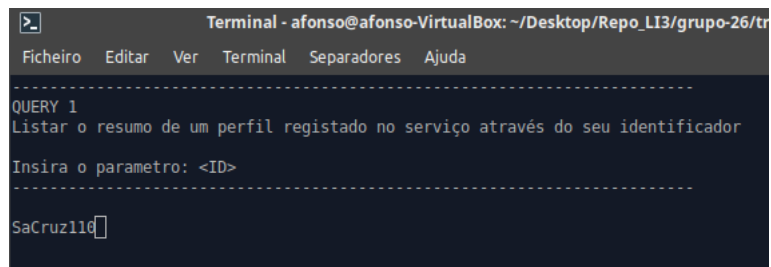 Terminal - afonso@afonso-VirtualBox: ~/Desktop/Repo_LI3/grupo-26/tr
Ficheiro Editar Ver Terminal Separadores Ajuda
------------------------------------------------------------------------
QUERY 1
Listar o resumo de um perfil registado no serviço através do seu identificador
Insira o parametro: <ID>
------------------------------------------------------------------------
SaCruz110